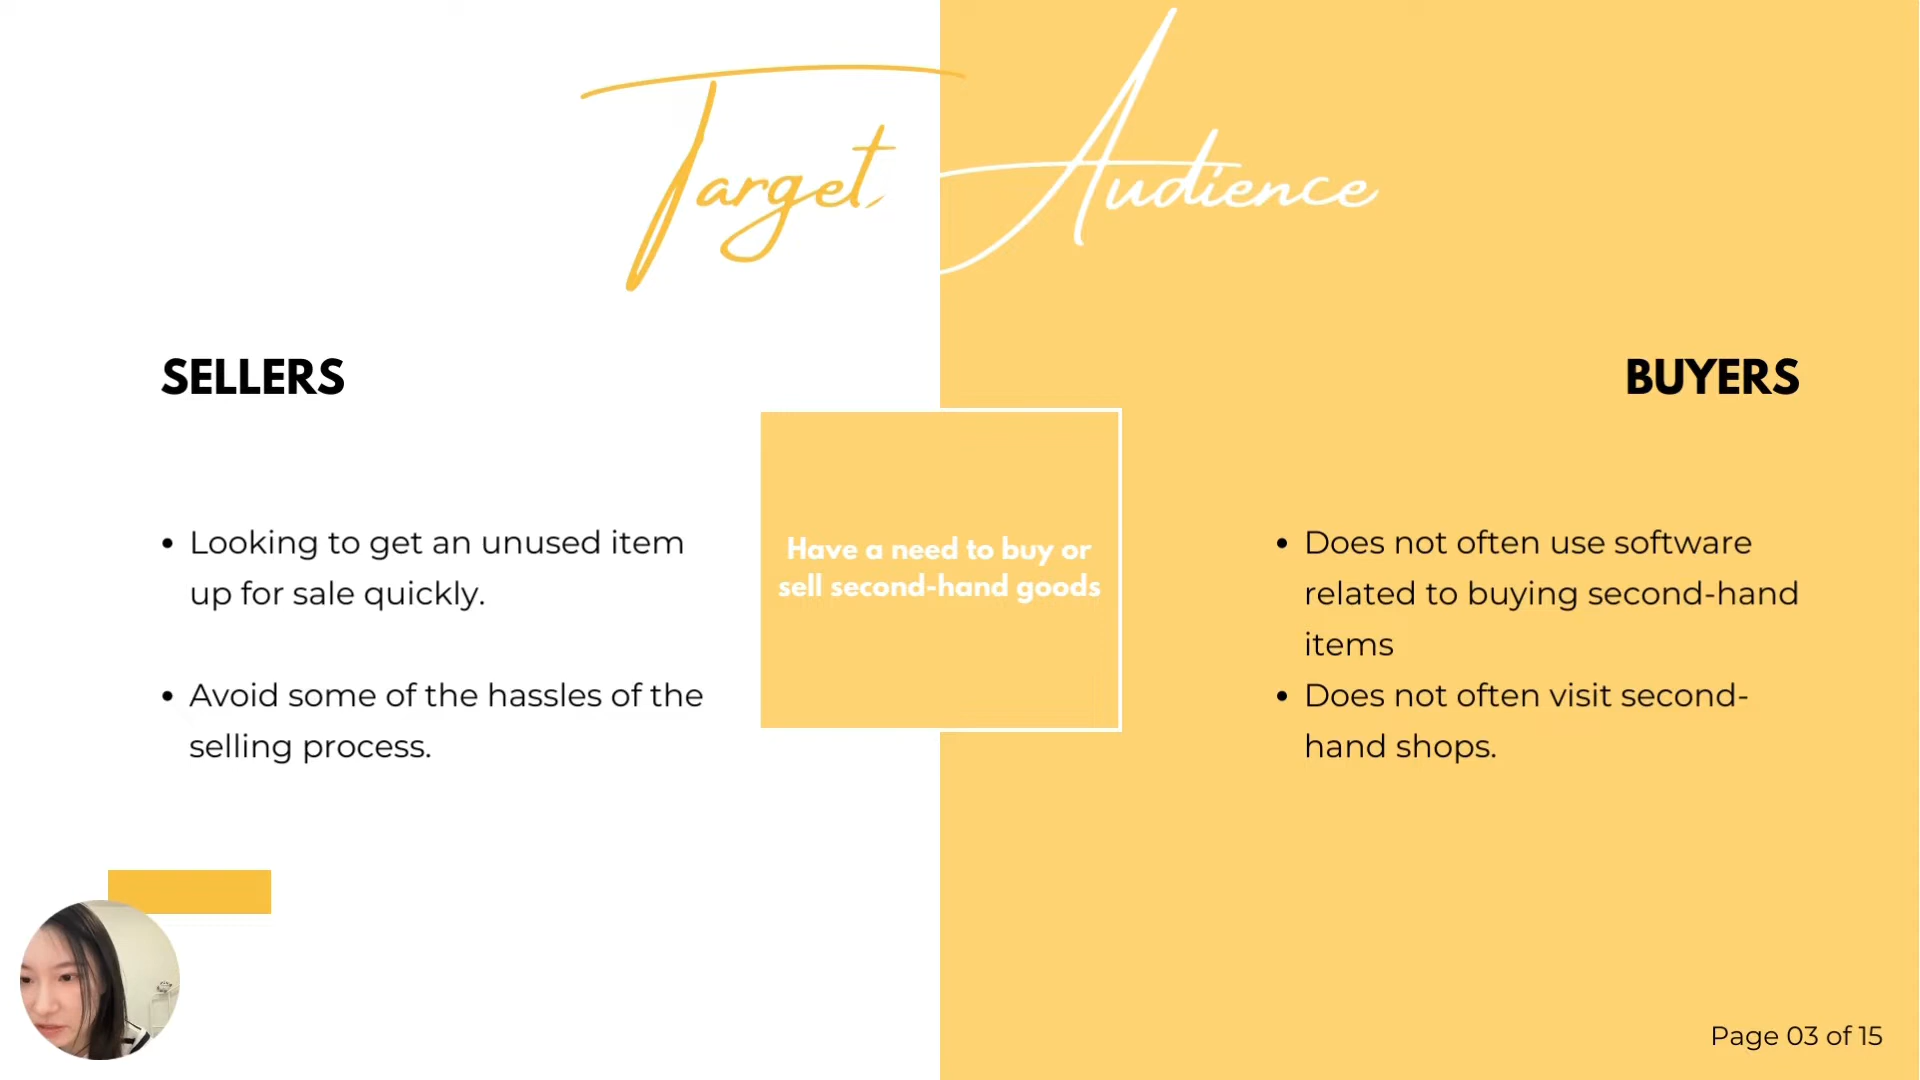 Target Audience
SELLERS
Looking to get an unused item
up for sale quickly.
Avoid some of the hassles of the
selling process.
Have a need to buy or
sell second-hand goods
BUYERS
Does not often use software
related to buying second-hand
items
Does not often visit second-
hand shops.
Page 03 of 15